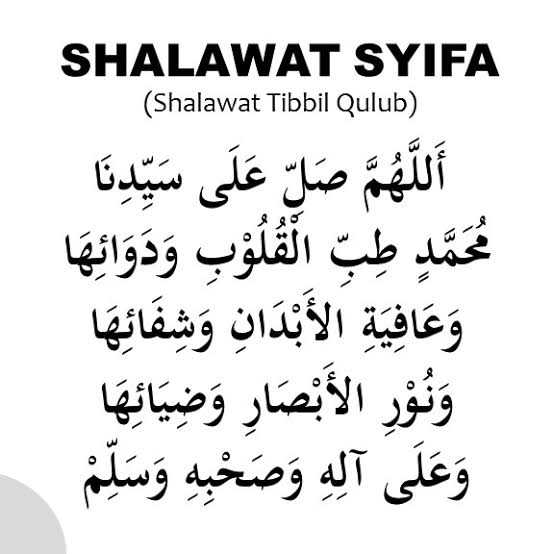 SHALAWAT SYIFA
(Shalawat Tibbil Qulub)
أَللَّهُمَّ صَلِّ عَلَى سَيِّدِنَا
مُحَمَّدٍ طِبِّ الْقُلُوْبِ وَدَوَائِهَا
وَعَافِيَةِ الأَبْدَانِ وَشِفَائِهَا
وَنُوْرِ الأَبْصَارِ وَضِيَائِهَا
وَعَلَى آلِهِ وَصَحْبِهِ وَسَلِّمْ